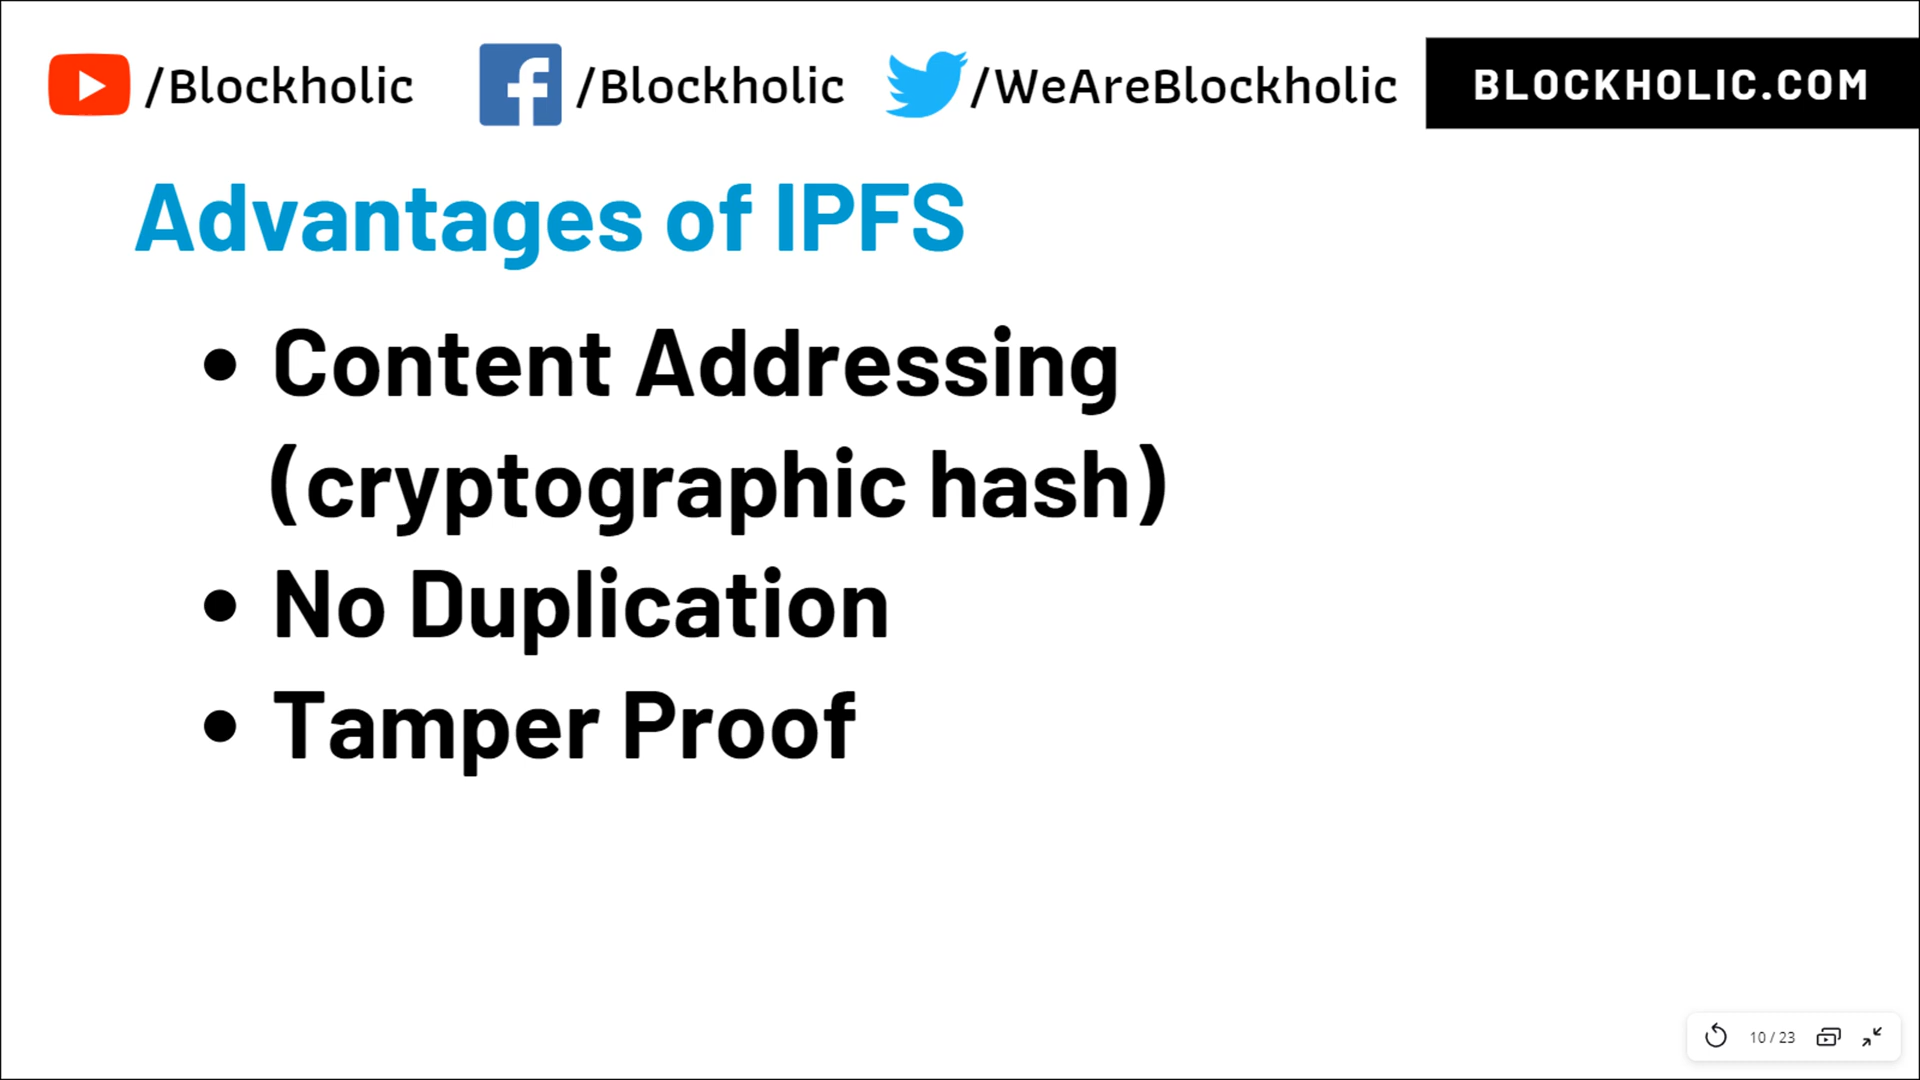 /Blockholic /Blockholic /WeAreBlockholic BLOCKHOLIC.COM
Advantages of IPFS
• Content Addressing
(cryptographic hash)
• No Duplication
• Tamper Proof
10 / 23